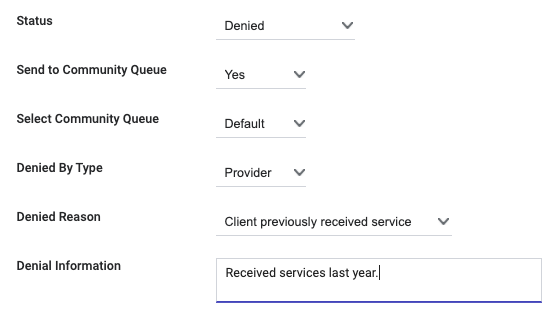 Status
Denied
Send to Community Queue
Yes
Select Community Queue
Default
Denied By Type
Provider
Denied Reason
Client previously received service
Denial Information
Received services last year.